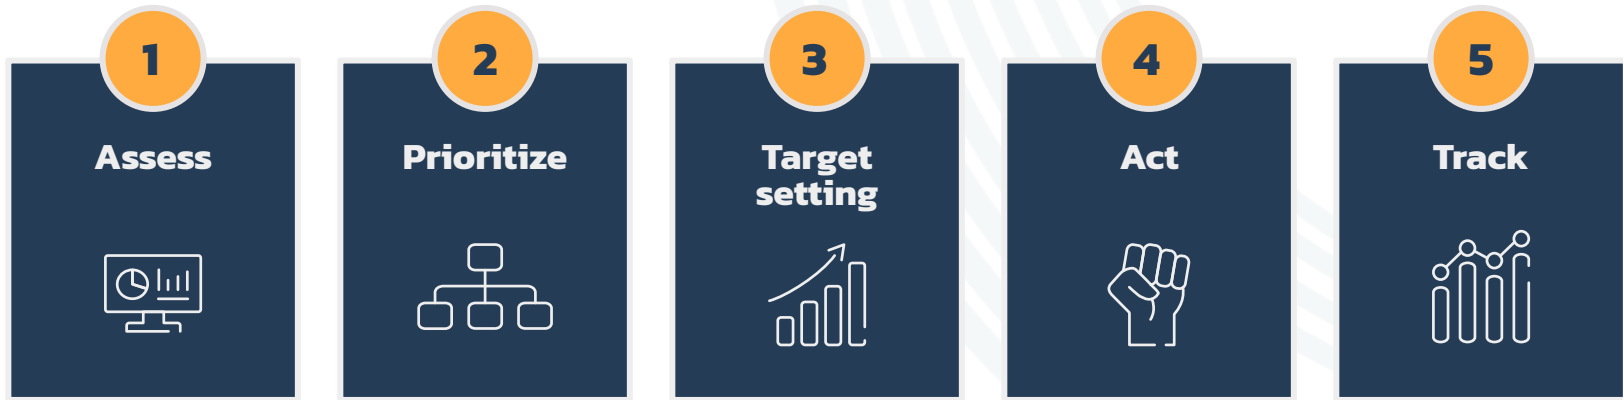 1
Assess
2
Prioritize
3
Target
setting
4
Act
5
Track